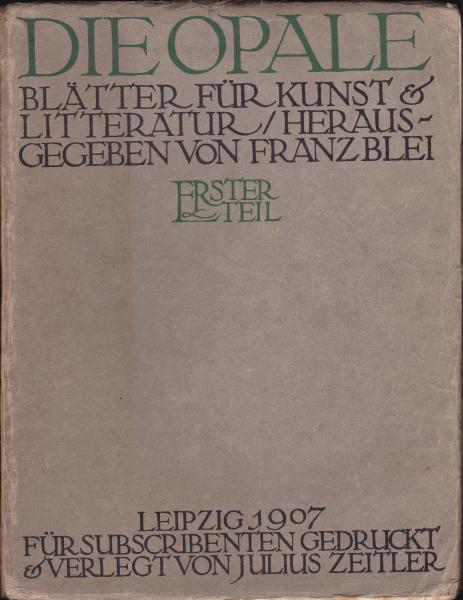 DIE OPALE
BLÄTTER FÜR KUNST &
LITTERATUR / HERAUS-
GEGEBEN VON FRANZ BLEI
ERSTER
TEIL
LEIPZIG 1907
FÜR SUBSCRIBENTEN GEDRUCKT
& VERLEGT VON JULIUS ZEITLER